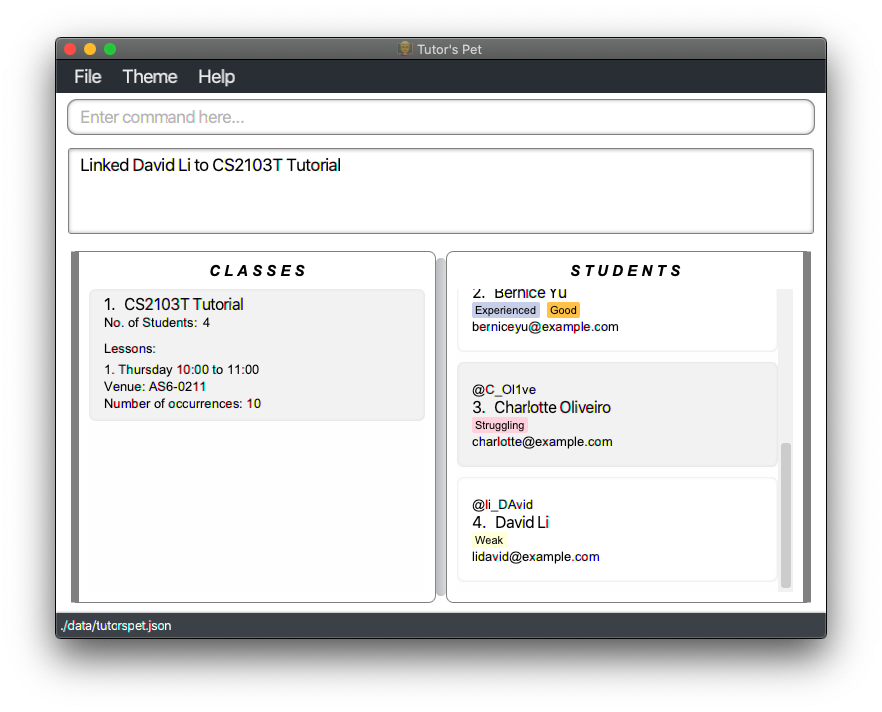 Tutor's Pet
File Theme Help
Enter command here...
Linked David Li to CS2103T Tutorial
CLASSES
1. CS2103T Tutorial
No. of Students: 4
Lessons:
1. Thursday 10:00 to 11:00
Venue: AS6-0211
Number of occurrences: 10
STUDENTS
2. Bernice Yu
Experienced Good
berniceyu@example.com
@C_Ol1ve
3. Charlotte Oliveiro
Struggling
charlotte@example.com
@li_DAvid
4. David Li
Weak
lidavid@example.com
./data/tutorspet.json